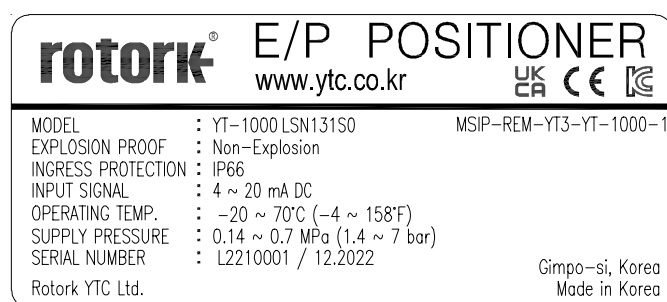 rotork®
E/P POSITIONER
www.ytc.co.kr
UK CA CE
MODEL : YT-1000 LSN131S0 MSIP-REM-YT3-YT-1000-1
EXPLOSION PROOF : Non-Explosion
INGRESS PROTECTION : IP66
INPUT SIGNAL : 4 ~ 20 mA DC
OPERATING TEMP. : -20 ~ 70°C (-4 ~ 158°F)
SUPPLY PRESSURE : 0.14 ~ 0.7 MPa (1.4 ~ 7 bar)
SERIAL NUMBER : L2210001 / 12.2022
Gimpo-si, Korea
Rotork YTC Ltd. Made in Korea